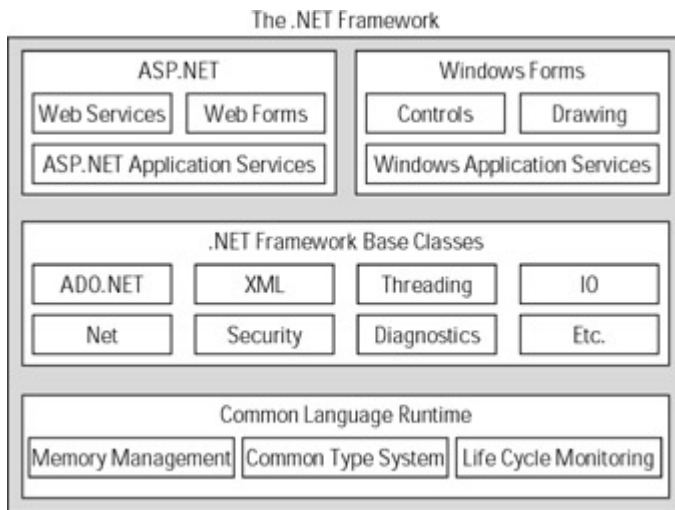 The .NET Framework
ASP.NET
Windows Forms
Web Services
Web Forms
Controls
Drawing
ASP.NET Application Services
Windows Application Services
.NET Framework Base Classes
ADO.NET
XML
Threading
IO
Net
Security
Diagnostics
Etc.
Common Language Runtime
Memory Management
Common Type System
Life Cycle Monitoring